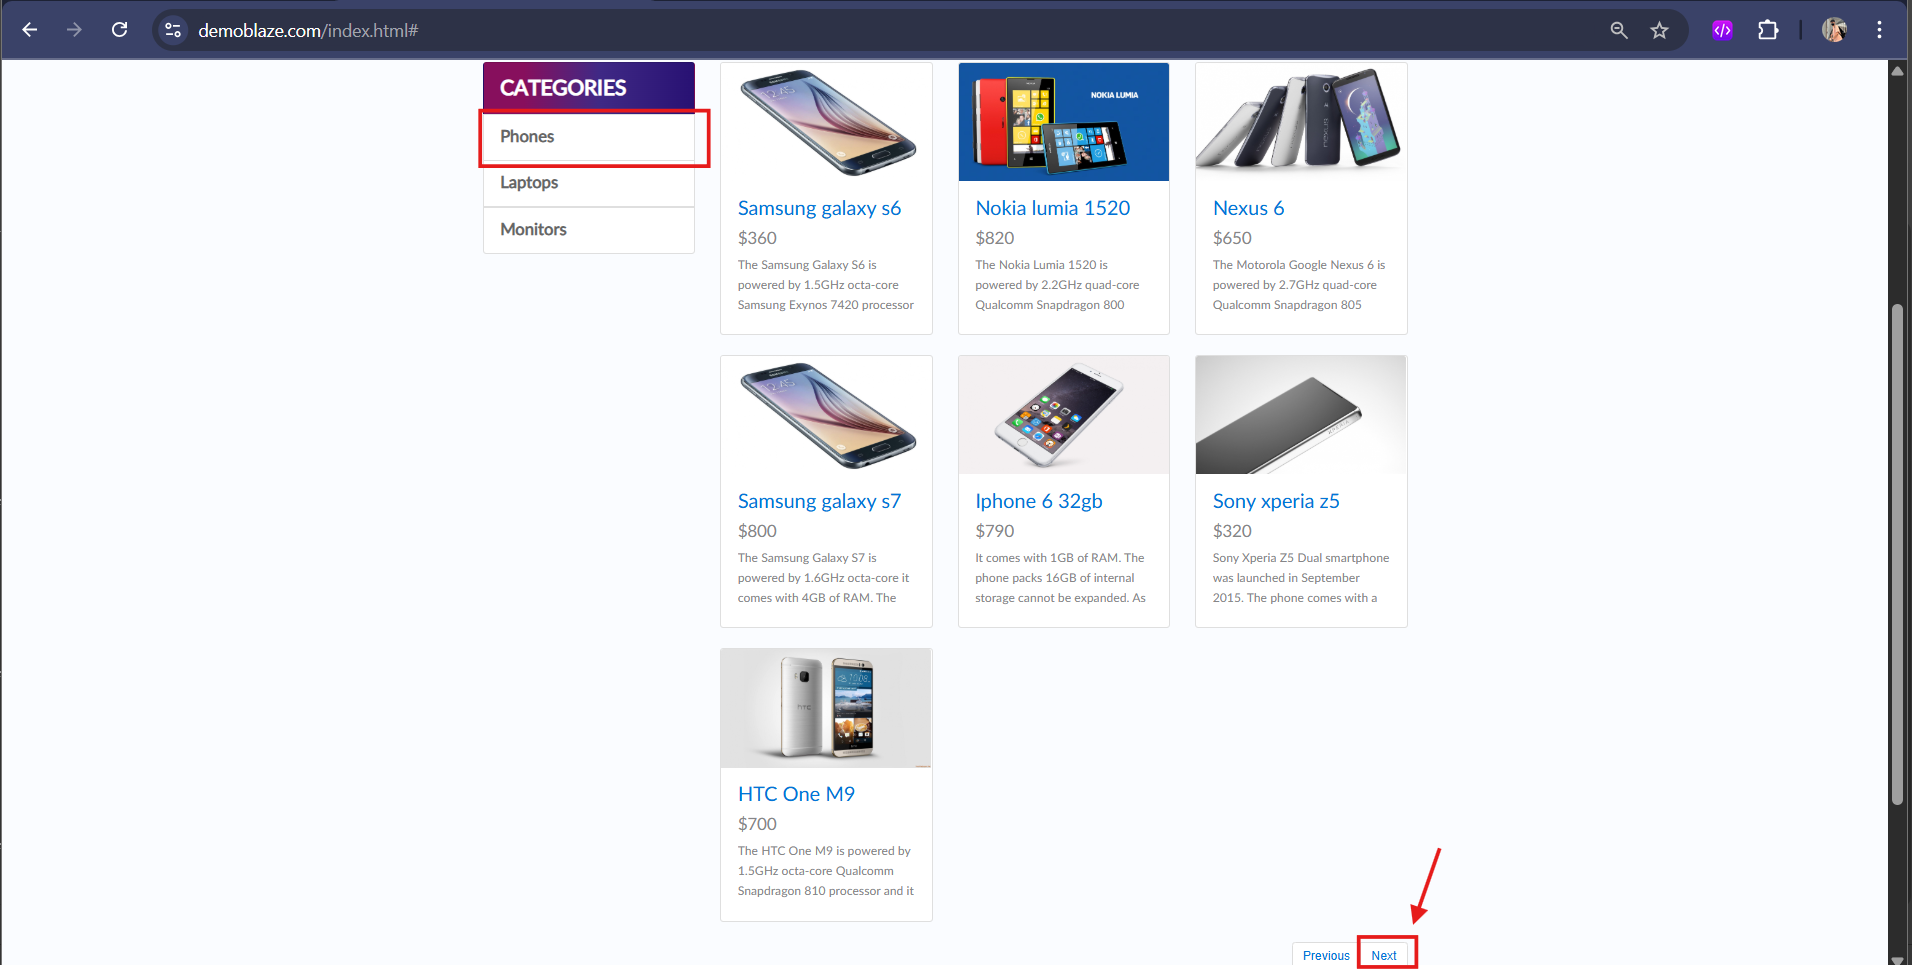 demoblaze.com/index.html#
CATEGORIES
Phones
Laptops
Monitors
NOKIA LUMIA
Samsung galaxy s6
$360
The Samsung Galaxy S6 is
powered by 1.5GHz octa-core
Samsung Exynos 7420 processor
Nokia lumia 1520
$820
The Nokia Lumia 1520 is
powered by 2.2GHz quad-core
Qualcomm Snapdragon 800
Nexus 6
$650
The Motorola Google Nexus 6 is
powered by 2.7GHz quad-core
Qualcomm Snapdragon 805
Samsung galaxy s7
$800
The Samsung Galaxy S7 is
powered by 1.6GHz octa-core it
comes with 4GB of RAM. The
Iphone 6 32gb
$790
It comes with 1GB of RAM. The
phone packs 16GB of internal
storage cannot be expanded. As
Sony xperia z5
$320
Sony Xperia Z5 Dual smartphone
was launched in September
2015. The phone comes with a
HTC One M9
$700
The HTC One M9 is powered by
1.5GHz octa-core Qualcomm
Snapdragon 810 processor and it
Previous
Next